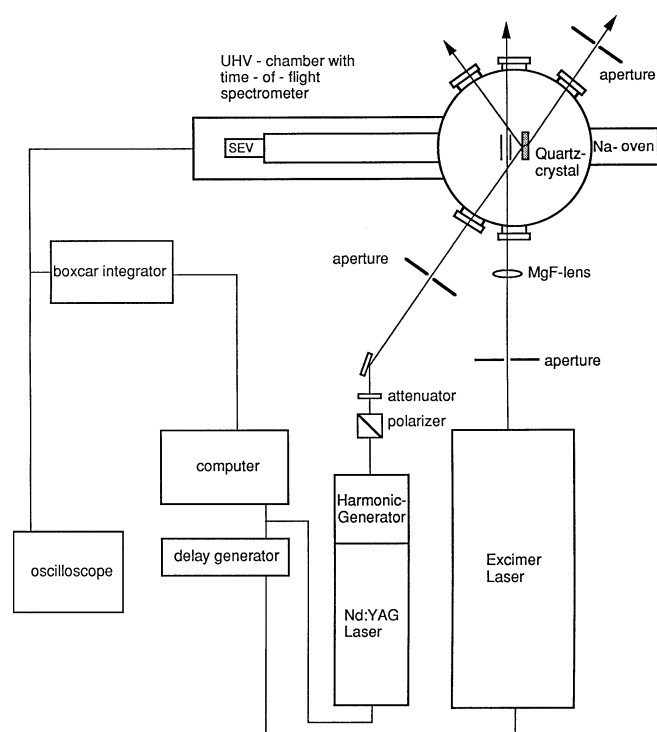 UHV - chamber with
time - of - flight
spectrometer
aperture
SEV
Quartz-
crystal
Na- oven
boxcar integrator
aperture
MgF-lens
aperture
attenuator
polarizer
computer
Harmonic-
Generator
delay generator
oscilloscope
Excimer
Laser
Nd:YAG
Laser